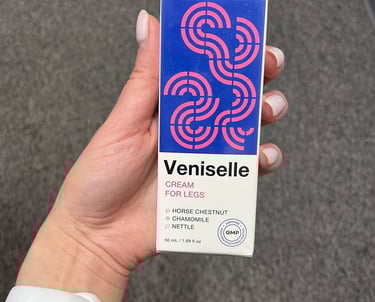 Veniselle
CREAM
FOR LEGS
HORSE CHESTNUT
CHAMOMILE
NETTLE
GMP
50 mL / 1.69 fl oz